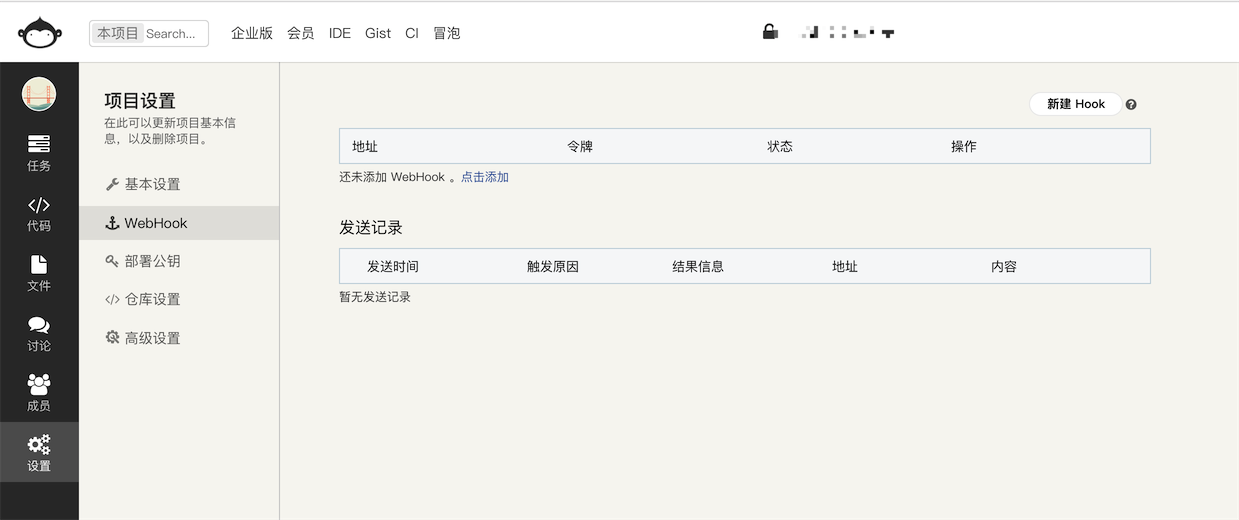 本项目 Search... 企业版 会员 IDE Gist CI 冒泡
任务
代码
文件
讨论
成员
设置
项目设置
在此可以更新项目基本信
息，以及删除项目。
基本设置
WebHook
部署公钥
仓库设置
高级设置
新建 Hook
地址 令牌 状态 操作
还未添加 WebHook 。点击添加
发送记录
发送时间 触发原因 结果信息 地址 内容
暂无发送记录